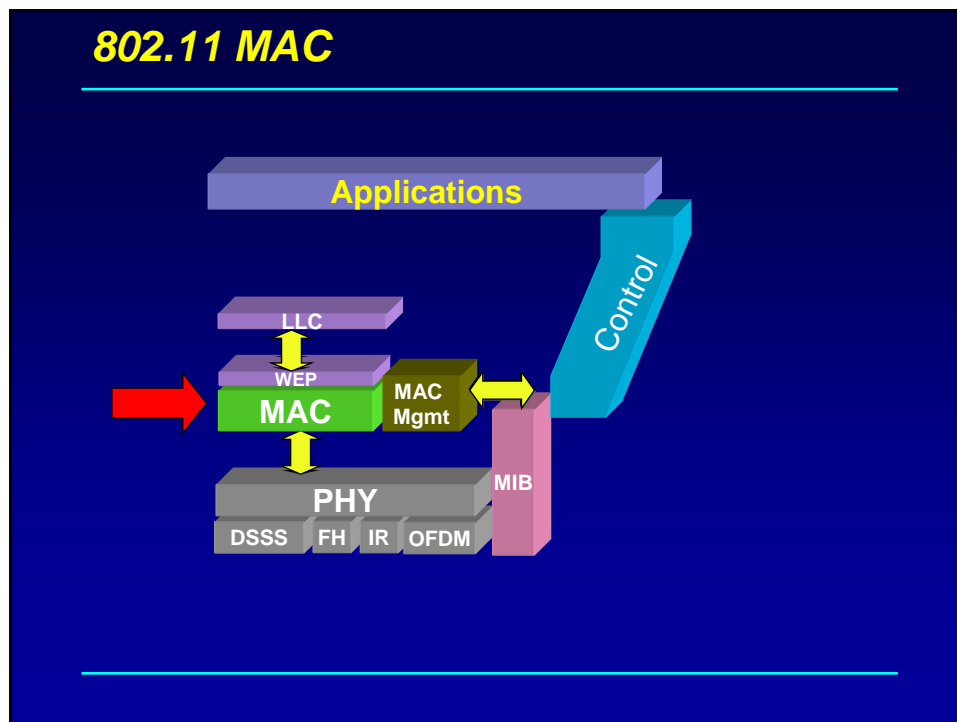 802.11 MAC
Applications
Control
LLC
WEP
MAC
MAC
Mgmt
MIB
PHY
DSSS
FH
IR
OFDM